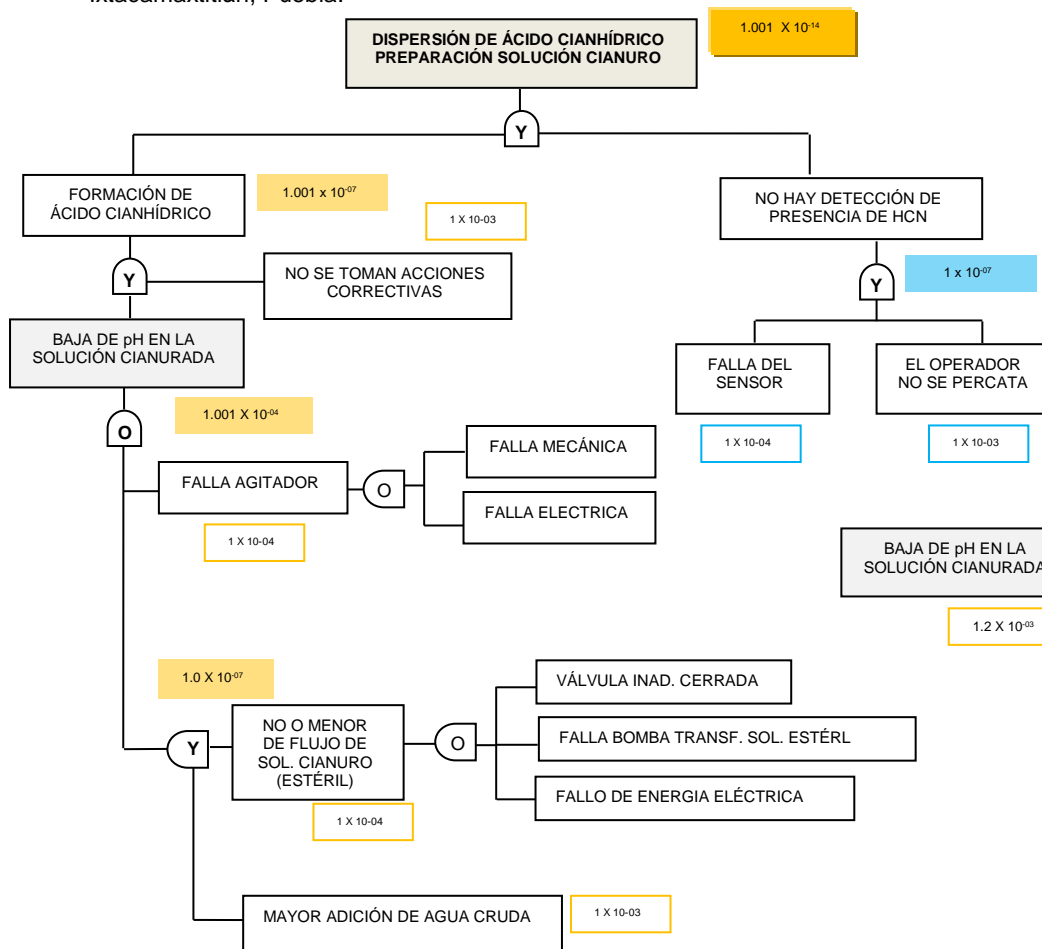 Ixtacamaxtitlán, Puebla.
1.001 X 10-14
DISPERSIÓN DE ÁCIDO CIANHÍDRICO
PREPARACIÓN SOLUCIÓN CIANURO
Y
FORMACIÓN DE
ÁCIDO CIANHÍDRICO
1.001 x 10-07
1 X 10-03
NO HAY DETECCIÓN DE
PRESENCIA DE HCN
Y
NO SE TOMAN ACCIONES
CORRECTIVAS
Y
1 x 10-07
BAJA DE pH EN LA
SOLUCIÓN CIANURADA
FALLA DEL
SENSOR
EL OPERADOR
NO SE PERCATA
O
1.001 X 10-04
1 X 10-04
1 X 10-03
FALLA AGITADOR
O
FALLA MECÁNICA
FALLA ELECTRICA
1 X 10-04
BAJA DE pH EN LA
SOLUCIÓN CIANURADA
1.2 X 10-03
1.0 X 10-07
Y
NO O MENOR
DE FLUJO DE
SOL. CIANURO
(ESTÉRIL)
O
VÁLVULA INAD. CERRADA
FALLA BOMBA TRANSF. SOL. ESTÉRL
FALLO DE ENERGIA ELÉCTRICA
1 X 10-04
MAYOR ADICIÓN DE AGUA CRUDA
1 X 10-03